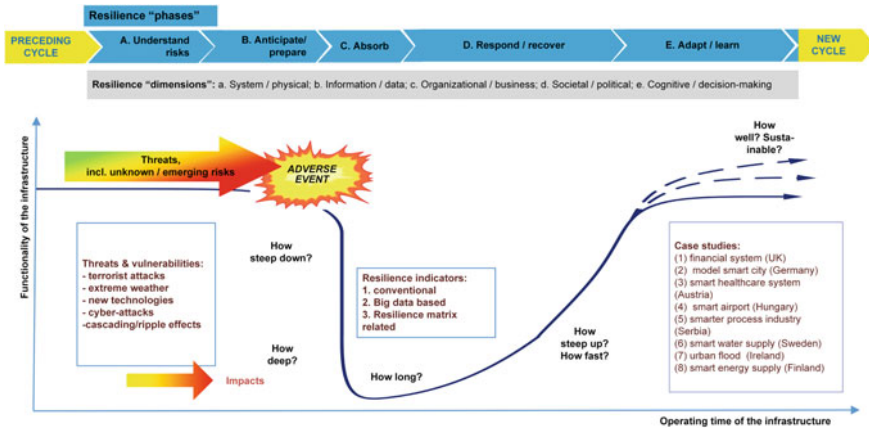 Resilience “phases”
PRECEDING
CYCLE
A. Understand
risks
B. Anticipate/
prepare
C. Absorb
D. Respond / recover
E. Adapt / learn
NEW
CYCLE
Resilience “dimensions”: a. System / physical; b. Information / data; c. Organizational / business; d. Societal / political; e. Cognitive / decision-making
Functionality of the infrastructure
Threats,
incl. unknown / emerging risks
ADVERSE
EVENT
How
well? Susta-
inable?
Threats & vulnerabilities:
- terrorist attacks
- extreme weather
- new technologies
- cyber-attacks
-cascading/ripple effects
How
steep down?
Resilience indicators:
1. conventional
2. Big data based
3. Resilience matrix
related
Case studies:
(1) financial system (UK)
(2) model smart city (Germany)
(3) smart healthcare system
(Austria)
(4) smart airport (Hungary)
(5) smarter process industry
(Serbia)
(6) smart water supply (Sweden)
(7) urban flood (Ireland)
(8) smart energy supply (Finland)
How
deep?
How
steep up?
How fast?
Impacts
How long?
Operating time of the infrastructure